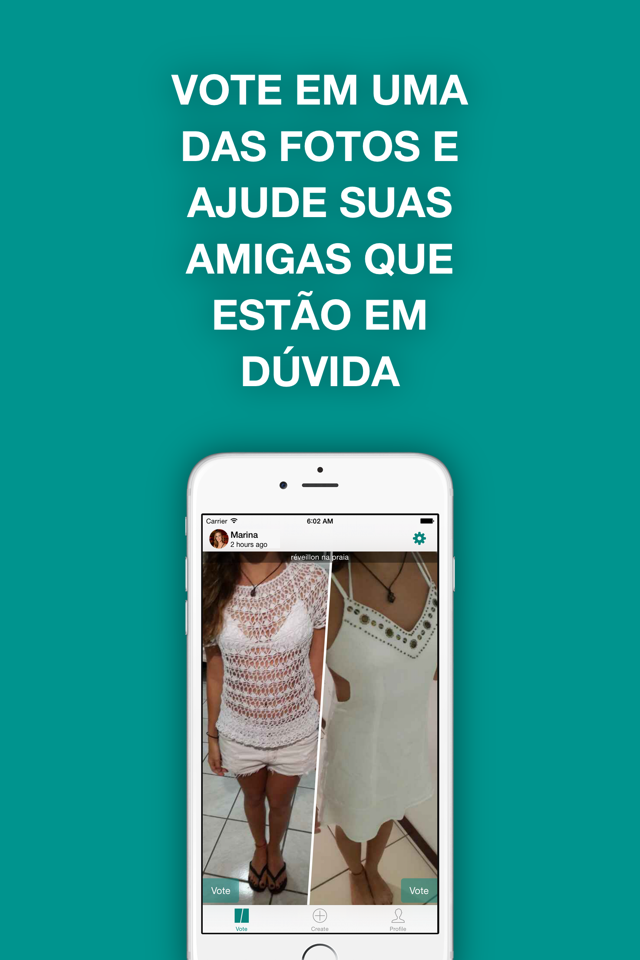 VOTE EM UMA
DAS FOTOS E
AJUDE SUAS
AMIGAS QUE
ESTÃO EM
DÚVIDA
Carrier 6:02 AM
Marina
2 hours ago
réveillon na praia
Vote Vote
Vote Create Profile